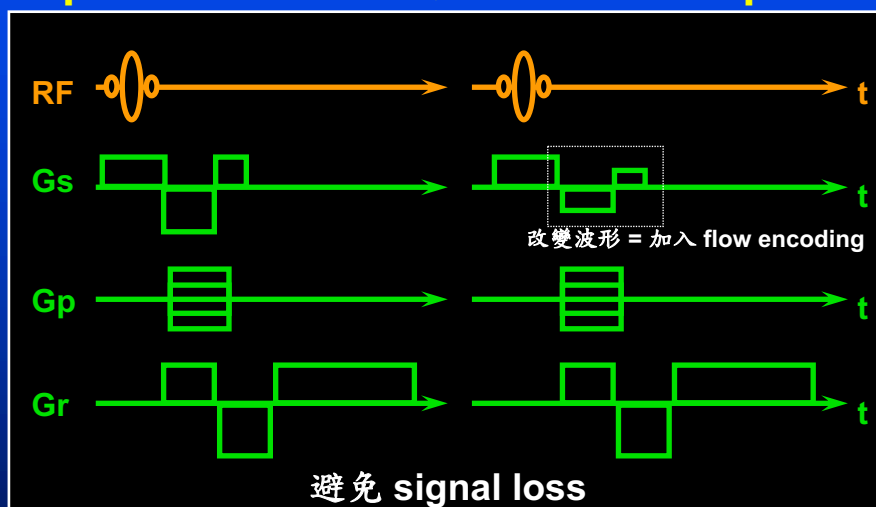 RF t
Gs t
改變波形 = 加入 flow encoding
Gp t
Gr t
避免 signal loss